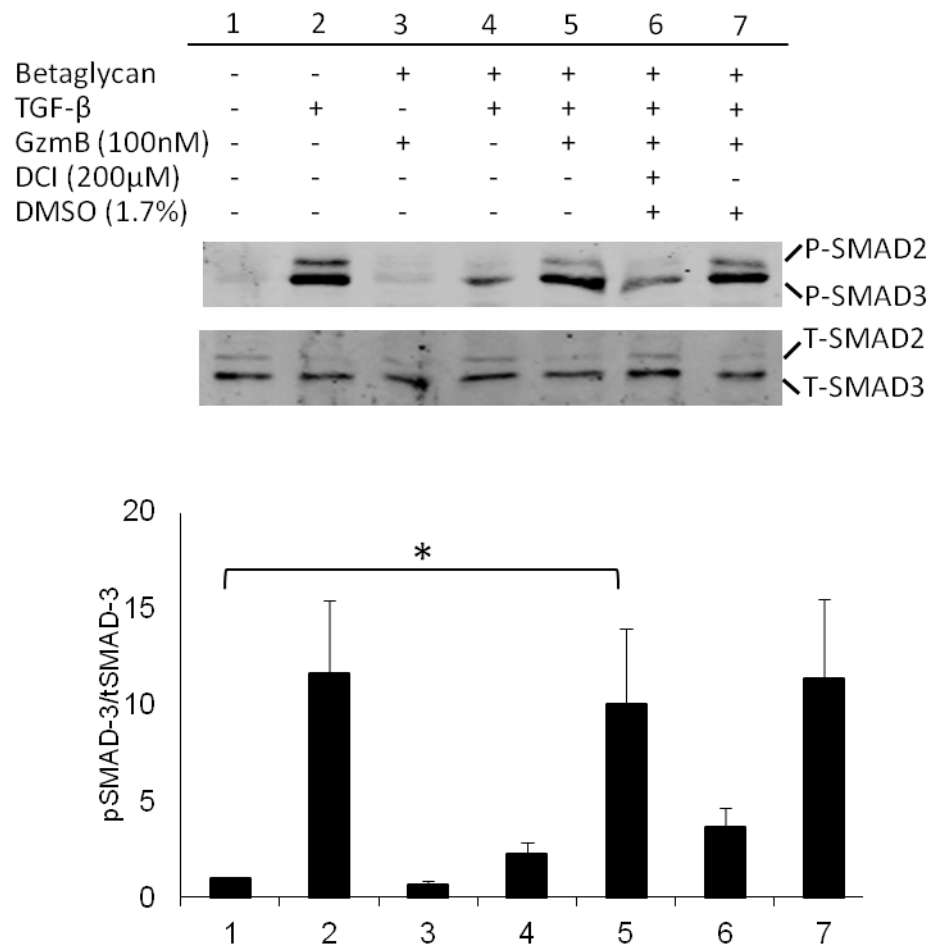 1 2 3 4 5 6 7
Betaglycan - - + + + + +
TGF-β - + - + + + +
GzmB (100nM) - - + - + + +
DCI (200µM) - - - - - + -
DMSO (1.7%) - - - - - + +
P-SMAD2
P-SMAD3
T-SMAD2
T-SMAD3
20
*
15
10
5
0
pSMAD-3/tSMAD-3
1 2 3 4 5 6 7